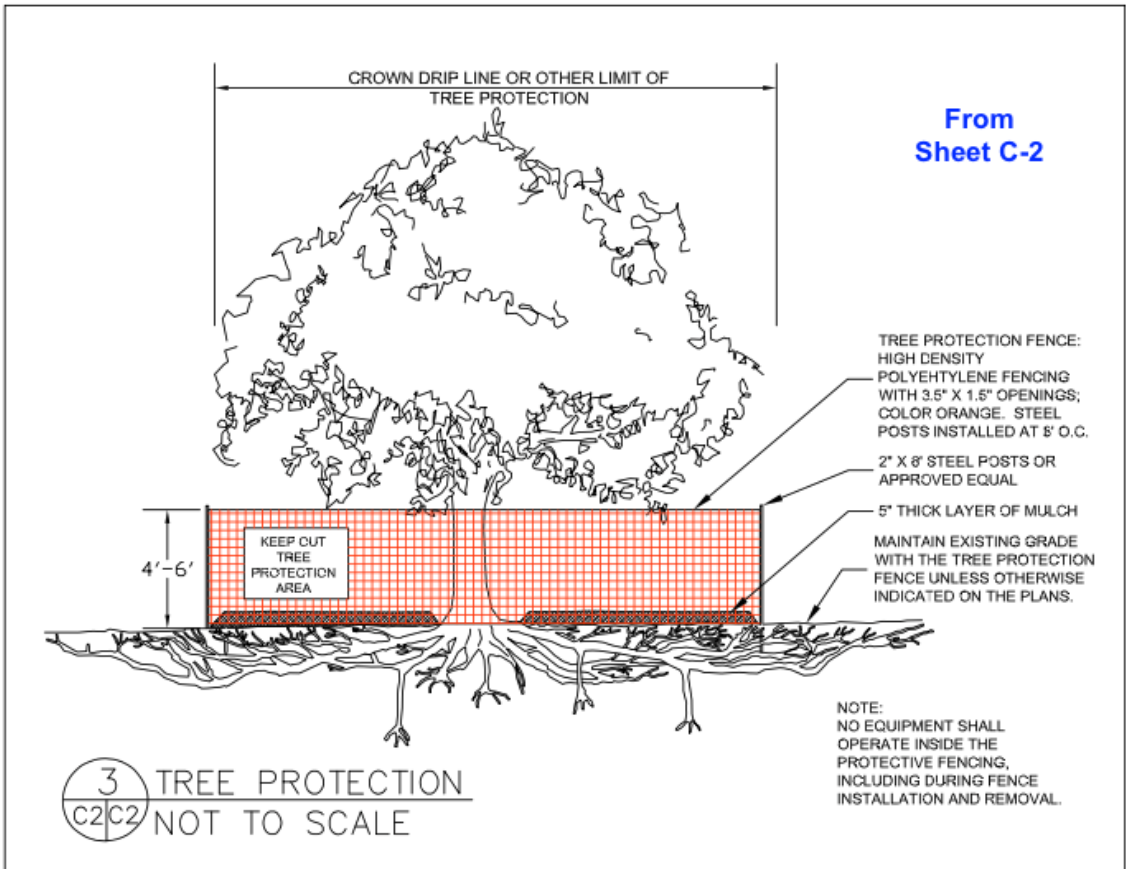 CROWN DRIP LINE OR OTHER LIMIT OF
TREE PROTECTION
From
Sheet C-2
TREE PROTECTION FENCE:
HIGH DENSITY
POLYEHTYLENE FENCING
WITH 3.5" X 1.5" OPENINGS;
COLOR ORANGE. STEEL
POSTS INSTALLED AT 8' O.C.
2" X 8' STEEL POSTS OR
APPROVED EQUAL
5" THICK LAYER OF MULCH
MAINTAIN EXISTING GRADE
WITH THE TREE PROTECTION
FENCE UNLESS OTHERWISE
INDICATED ON THE PLANS.
KEEP OUT
TREE
PROTECTION
AREA
4'-6'
NOTE:
NO EQUIPMENT SHALL
OPERATE INSIDE THE
PROTECTIVE FENCING,
INCLUDING DURING FENCE
INSTALLATION AND REMOVAL.
3
C2 C2
TREE PROTECTION
NOT TO SCALE